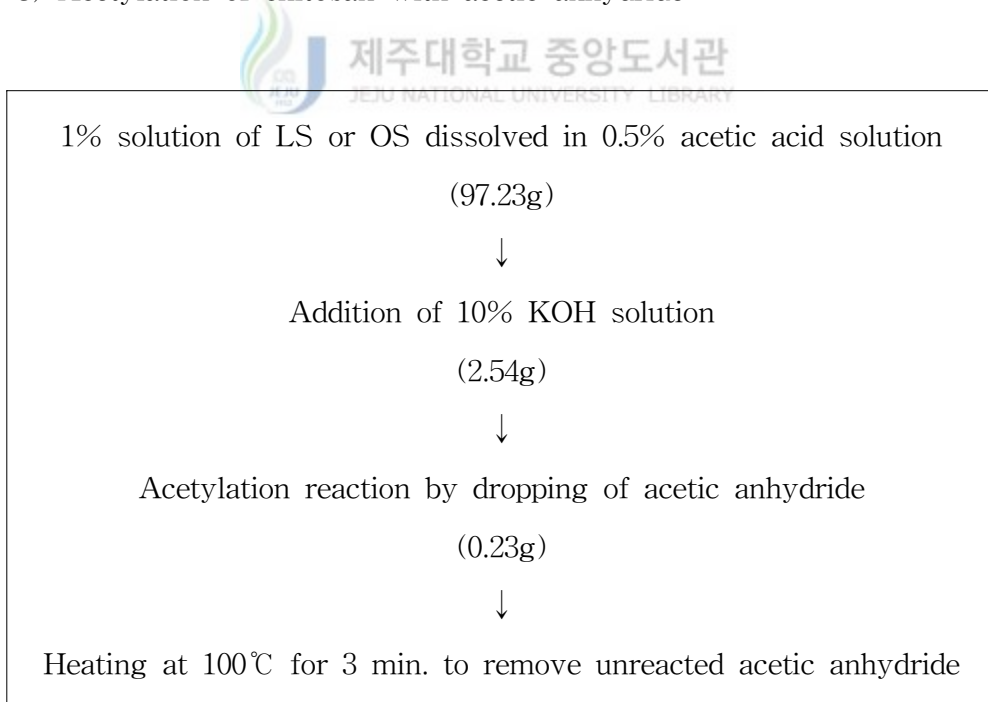 제주대학교 중앙도서관
JEJU NATIONAL UNIVERSITY LIBRARY
1% solution of LS or OS dissolved in 0.5% acetic acid solution
(97.23g)
↓
Addition of 10% KOH solution
(2.54g)
↓
Acetylation reaction by dropping of acetic anhydride
(0.23g)
↓
Heating at 100℃ for 3 min. to remove unreacted acetic anhydride